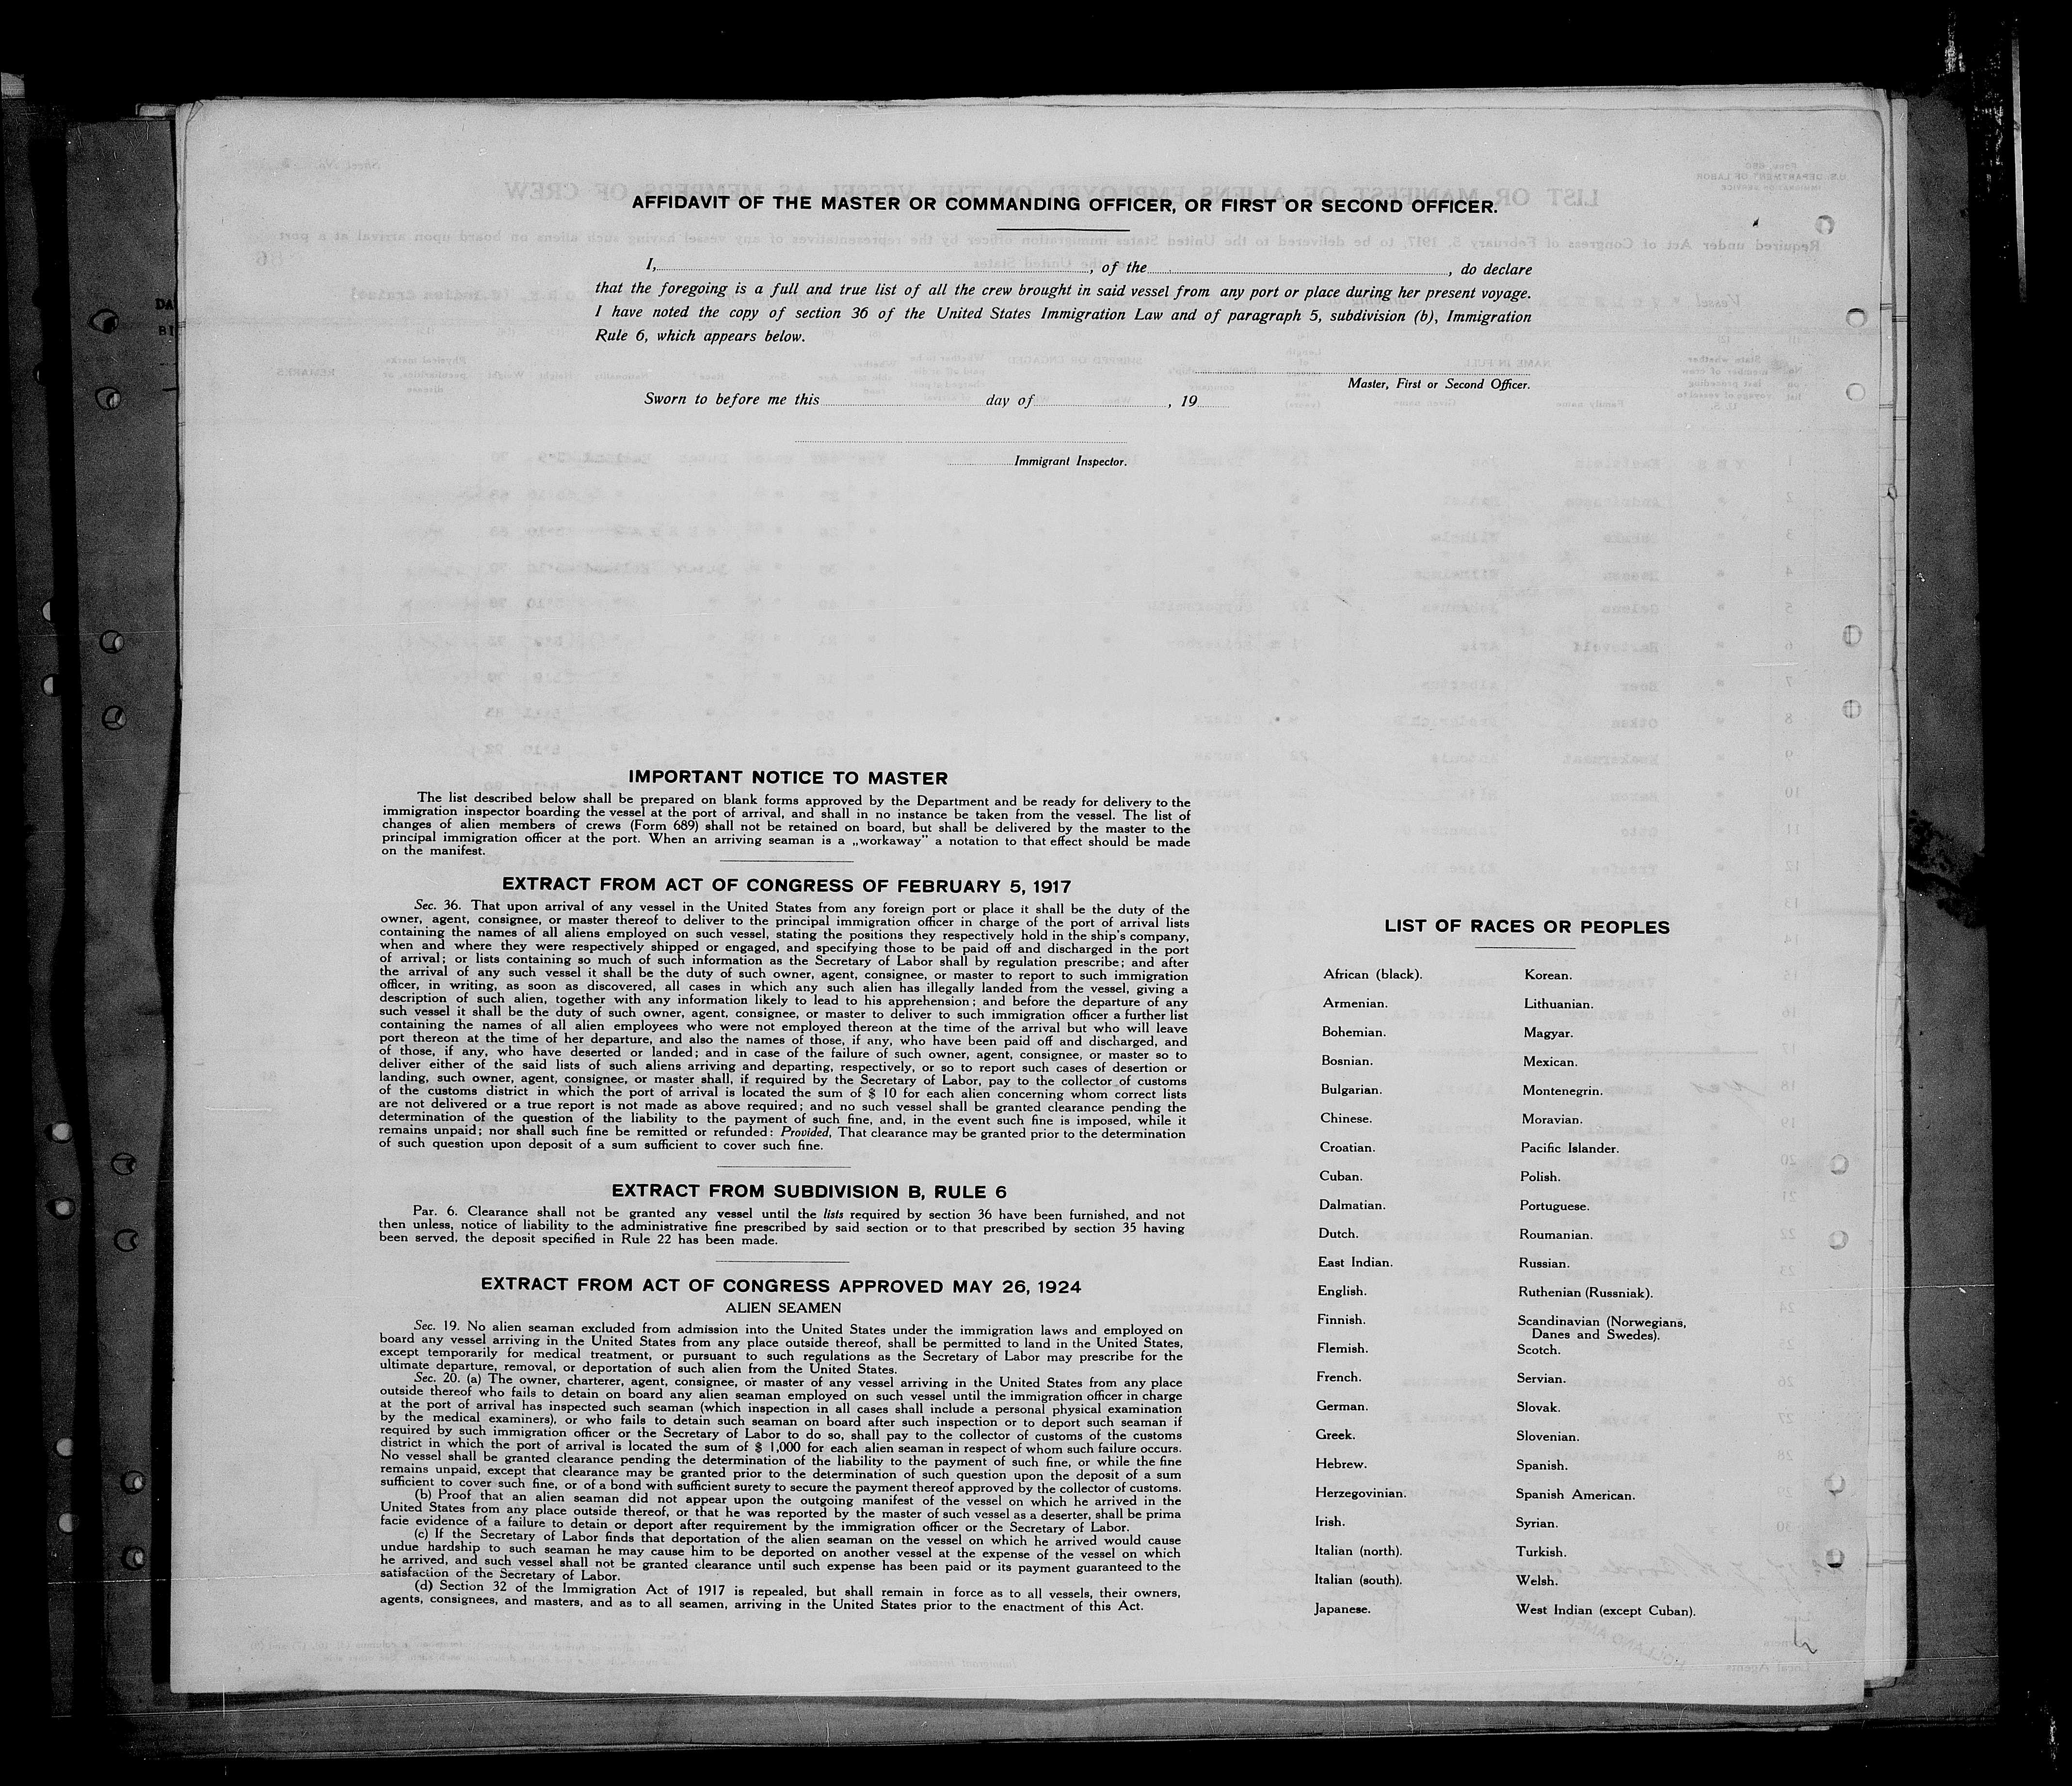 AFFIDAVIT OF THE MASTER OR COMMANDING OFFICER, OR FIRST OR SECOND OFFICER.
I, , of the , do declare
that the foregoing is a full and true list of all the crew brought in said vessel from any port or place during her present voyage.
I have noted the copy of section 36 of the United States Immigration Law and of paragraph 5, subdivision (b), Immigration
Rule 6, which appears below.
Master, First or Second Officer.
Sworn to before me this day of , 19
Immigrant Inspector.
IMPORTANT NOTICE TO MASTER
The list described below shall be prepared on blank forms approved by the Department and be ready for delivery to the
immigration inspector boarding the vessel at the port of arrival, and shall in no instance be taken from the vessel. The list of
changes of alien members of crews (Form 689) shall not be retained on board, but shall be delivered by the master to the
principal immigration officer at the port. When an arriving seaman is a „workaway” a notation to that effect should be made
on the manifest.
EXTRACT FROM ACT OF CONGRESS OF FEBRUARY 5, 1917
Sec. 36. That upon arrival of any vessel in the United States from any foreign port or place it shall be the duty of the
owner, agent, consignee, or master thereof to deliver to the principal immigration officer in charge of the port of arrival lists
containing the names of all aliens employed on such vessel, stating the positions they respectively hold in the ship's company,
when and where they were respectively shipped or engaged, and specifying those to be paid off and discharged in the port
of arrival; or lists containing so much of such information as the Secretary of Labor shall by regulation prescribe; and after
the arrival of any such vessel it shall be the duty of such owner, agent, consignee, or master to report to such immigration
officer, in writing, as soon as discovered, all cases in which any such alien has illegally landed from the vessel, giving a
description of such alien, together with any information likely to lead to his apprehension; and before the departure of any
such vessel it shall be the duty of such owner, agent, consignee, or master to deliver to such immigration officer a further list
containing the names of all alien employees who were not employed thereon at the time of the arrival but who will leave
port thereon at the time of her departure, and also the names of those, if any, who have been paid off and discharged, and
of those, if any, who have deserted or landed; and in case of the failure of such owner, agent, consignee, or master so to
deliver either of the said lists of such aliens arriving and departing, respectively, or so to report such cases of desertion or
landing, such owner, agent, consignee, or master shall, if required by the Secretary of Labor, pay to the collector of customs
of the customs district in which the port of arrival is located the sum of $ 10 for each alien concerning whom correct lists
are not delivered or a true report is not made as above required; and no such vessel shall be granted clearance pending the
determination of the question of the liability to the payment of such fine, and, in the event such fine is imposed, while it
remains unpaid; nor shall such fine be remitted or refunded: Provided, That clearance may be granted prior to the determination
of such question upon deposit of a sum sufficient to cover such fine.
EXTRACT FROM SUBDIVISION B, RULE 6
Par. 6. Clearance shall not be granted any vessel until the lists required by section 36 have been furnished, and not
then unless, notice of liability to the administrative fine prescribed by said section or to that prescribed by section 35 having
been served, the deposit specified in Rule 22 has been made.
EXTRACT FROM ACT OF CONGRESS APPROVED MAY 26, 1924
ALIEN SEAMEN
Sec. 19. No alien seaman excluded from admission into the United States under the immigration laws and employed on
board any vessel arriving in the United States from any place outside thereof, shall be permitted to land in the United States,
except temporarily for medical treatment, or pursuant to such regulations as the Secretary of Labor may prescribe for the
ultimate departure, removal, or deportation of such alien from the United States.
Sec. 20. (a) The owner, charterer, agent, consignee, or master of any vessel arriving in the United States from any place
outside thereof who fails to detain on board any alien seaman employed on such vessel until the immigration officer in charge
at the port of arrival has inspected such seaman (which inspection in all cases shall include a personal physical examination
by the medical examiners), or who fails to detain such seaman on board after such inspection or to deport such seaman if
required by such immigration officer or the Secretary of Labor to do so, shall pay to the collector of customs of the customs
district in which the port of arrival is located the sum of $ 1,000 for each alien seaman in respect of whom such failure occurs.
No vessel shall be granted clearance pending the determination of the liability to the payment of such fine, or while the fine
remains unpaid, except that clearance may be granted prior to the determination of such question upon the deposit of a sum
sufficient to cover such fine, or of a bond with sufficient surety to secure the payment thereof approved by the collector of customs.
(b) Proof that an alien seaman did not appear upon the outgoing manifest of the vessel on which he arrived in the
United States from any place outside thereof, or that he was reported by the master of such vessel as a deserter, shall be prima
facie evidence of a failure to detain or deport after requirement by the immigration officer or the Secretary of Labor.
(c) If the Secretary of Labor finds that deportation of the alien seaman on the vessel on which he arrived would cause
undue hardship to such seaman he may cause him to be deported on another vessel at the expense of the vessel on which
he arrived, and such vessel shall not be granted clearance until such expense has been paid or its payment guaranteed to the
satisfaction of the Secretary of Labor.
(d) Section 32 of the Immigration Act of 1917 is repealed, but shall remain in force as to all vessels, their owners,
agents, consignees, and masters, and as to all seamen, arriving in the United States prior to the enactment of this Act.
LIST OF RACES OR PEOPLES
African (black).
Armenian.
Bohemian.
Bosnian.
Bulgarian.
Chinese.
Croatian.
Cuban.
Dalmatian.
Dutch.
East Indian.
English.
Finnish.
Flemish.
French.
German.
Greek.
Hebrew.
Herzegovinian.
Irish.
Italian (north).
Italian (south).
Japanese.
Korean.
Lithuanian.
Magyar.
Mexican.
Montenegrin.
Moravian.
Pacific Islander.
Polish.
Portuguese.
Roumanian.
Russian.
Ruthenian (Russniak).
Scandinavian (Norwegians,
Danes and Swedes).
Scotch.
Servian.
Slovak.
Slovenian.
Spanish.
Spanish American.
Syrian.
Turkish.
Welsh.
West Indian (except Cuban).